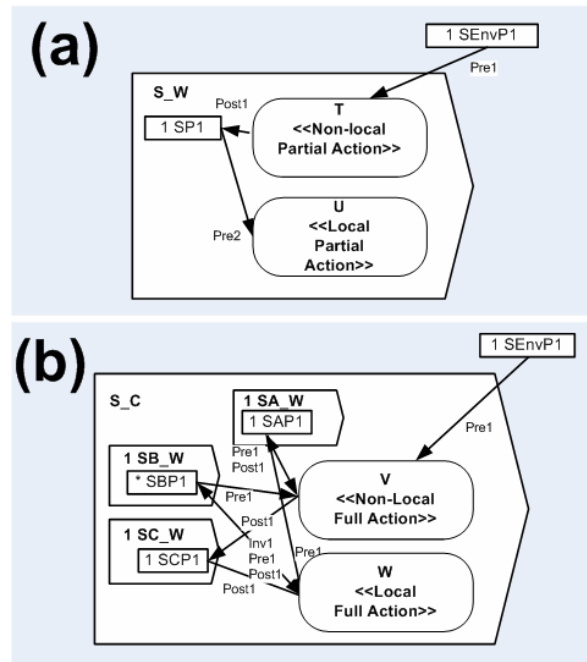 (a)
1 SEnvP1
Pre1
S_W
Post1
1 SP1
T
<<Non-local
Partial Action>>
Pre2
U
<<Local
Partial
Action>>
(b)
1 SEnvP1
S_C
1 SA_W
1 SAP1
Pre1
Pre1
Post1
1 SB_W
* SBP1
Pre1
V
<<Non-Local
Full Action>>
Post1
1 SC_W
Inv1
Pre1
Pre1
1 SCP1
Post1
Post1
W
<<Local
Full Action>>